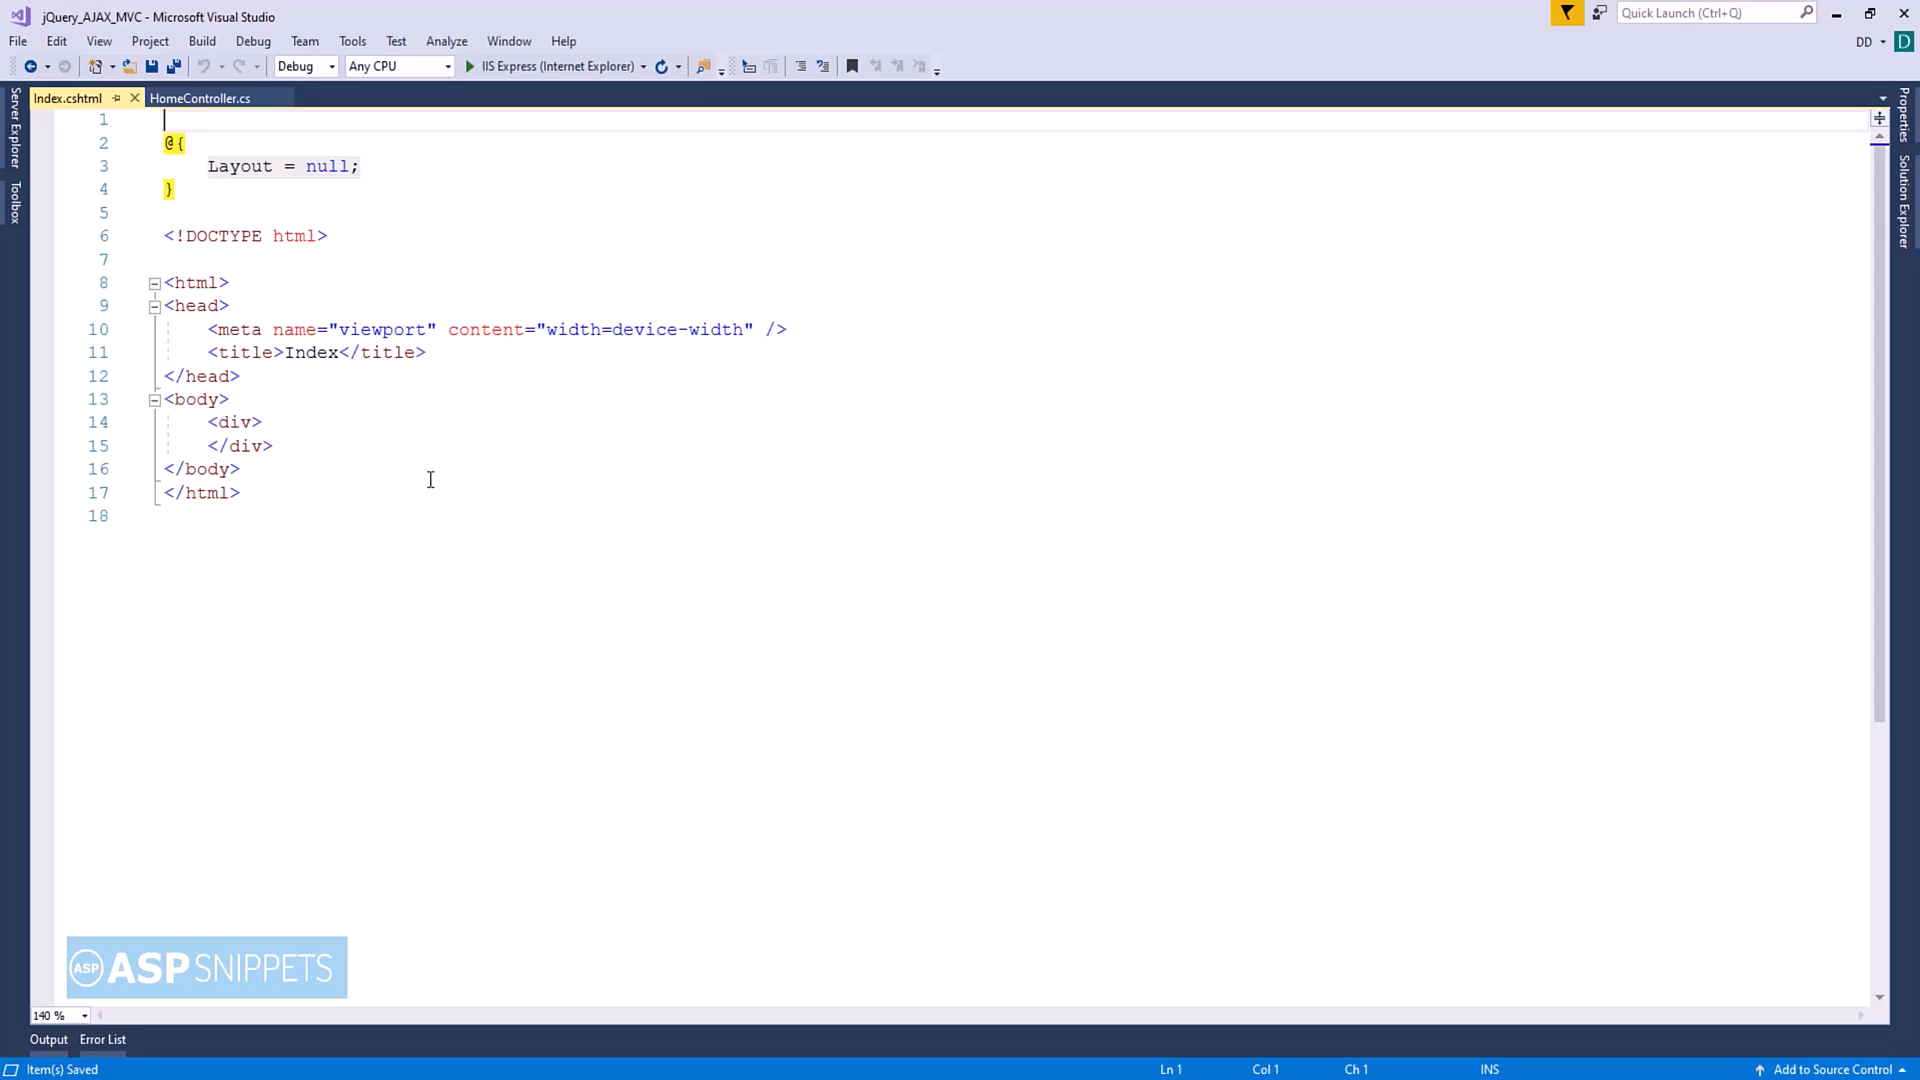 jQuery_AJAX_MVC - Microsoft Visual Studio
Quick Launch (Ctrl+Q)
File Edit View Project Build Debug Team Tools Test Analyze Window Help
DD D
Debug Any CPU IIS Express (Internet Explorer)
Index.cshtml HomeController.cs
Server Explorer
Toolbox
Properties
Solution Explorer
1
2 @{
3 Layout = null;
4 }
5
6 <!DOCTYPE html>
7
8 <html>
9 <head>
10 <meta name="viewport" content="width=device-width" />
11 <title>Index</title>
12 </head>
13 <body>
14 <div>
15 </div>
16 </body>
17 </html>
18
ASP ASPSNIPPETS
140 %
Output Error List
Item(s) Saved Ln 1 Col 1 Ch 1 INS Add to Source Control